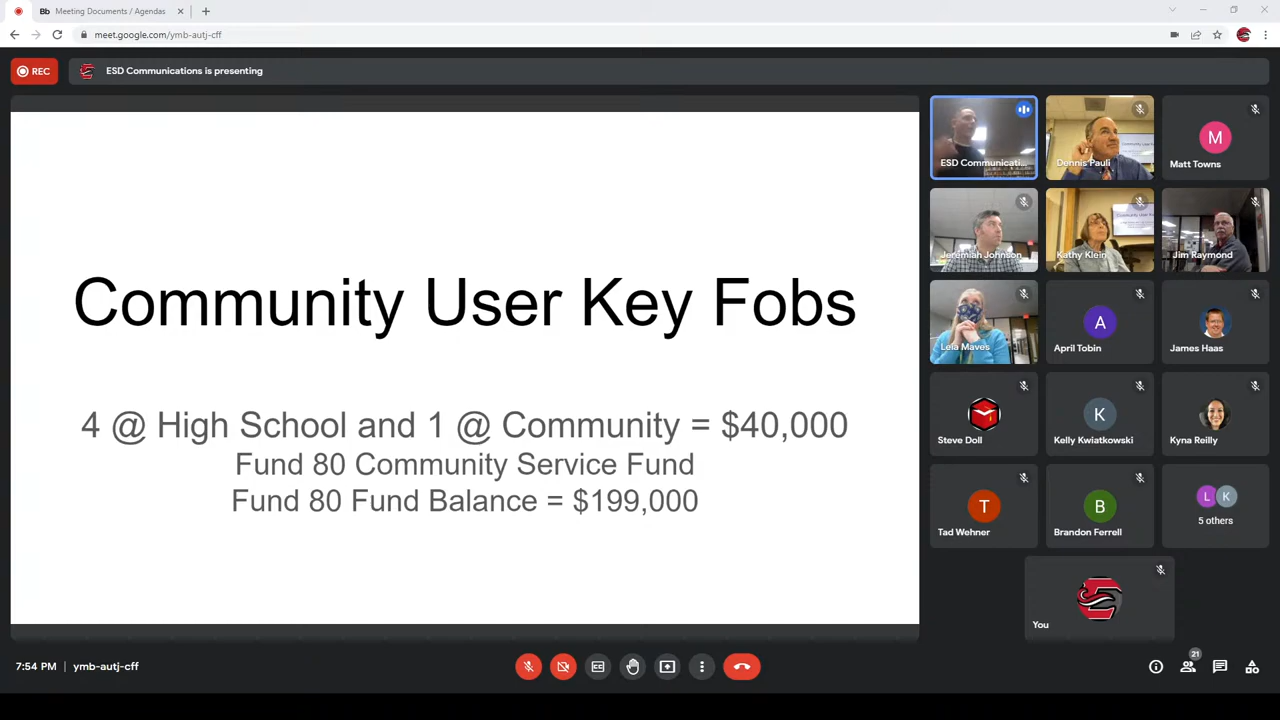 Bb Meeting Documents / Agendas
meet.google.com/ymb-autj-cff
REC
ESD Communications is presenting
Community User Key Fobs
4 @ High School and 1 @ Community = $40,000
Fund 80 Community Service Fund
Fund 80 Fund Balance = $199,000
ESD Communicati...
Dennis Pauli
M
Matt Towns
Jeremiah Johnson
Kathy Klein
Jim Raymond
Leia Maves
A
April Tobin
James Haas
Steve Doll
K
Kelly Kwiatkowski
Kyna Reilly
T
Tad Wehner
B
Brandon Ferrell
L K
5 others
You
7:54 PM | ymb-autj-cff
21